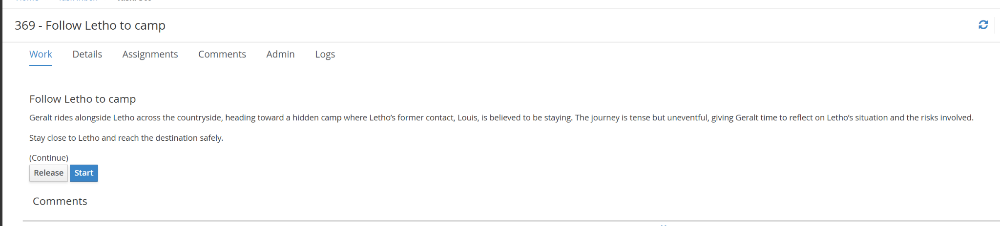 369 - Follow Letho to camp
Work Details Assignments Comments Admin Logs
Follow Letho to camp
Geralt rides alongside Letho across the countryside, heading toward a hidden camp where Letho’s former contact, Louis, is believed to be staying. The journey is tense but uneventful, giving Geralt time to reflect on Letho’s situation and the risks involved.
Stay close to Letho and reach the destination safely.
(Continue)
Release Start
Comments